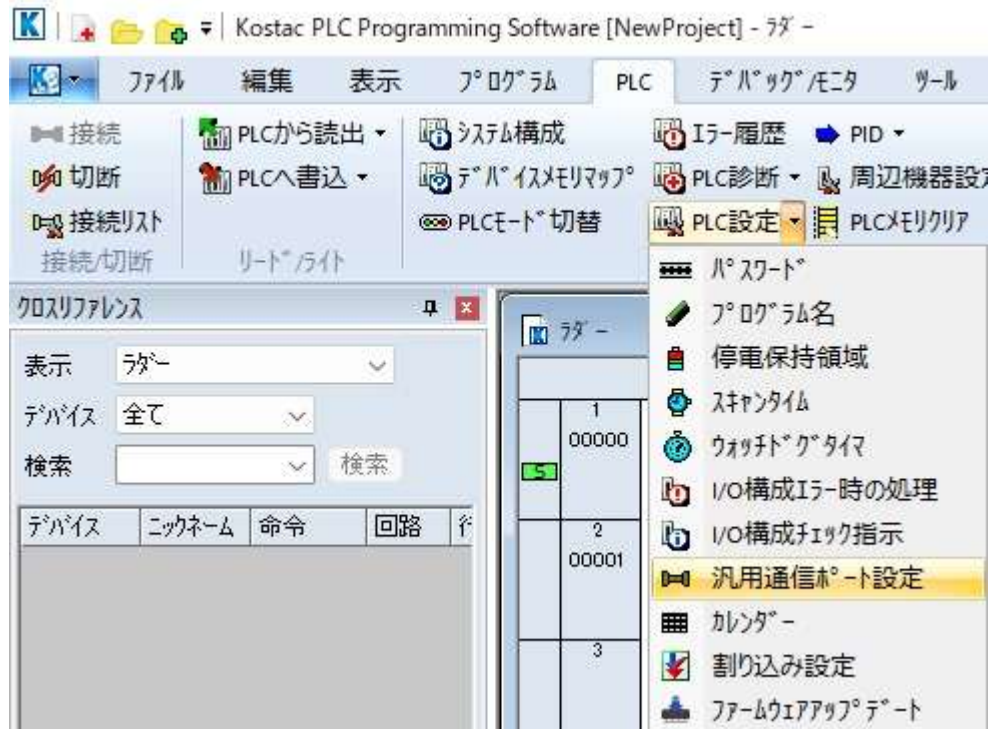 Kostac PLC Programming Software [NewProject] - ﾗﾀﾞｰ
ﾌｧｲﾙ 編集 表示 ﾌﾟﾛｸﾞﾗﾑ PLC ﾃﾞﾊﾞｯｸﾞ/ﾓﾆﾀ ﾂｰﾙ
接続 PLCから読出 ｼｽﾃﾑ構成 ｴﾗｰ履歴 PID
切断 PLCへ書込 ﾃﾞﾊﾞｲｽﾒﾓﾘﾏｯﾌﾟ PLC診断 周辺機器設定
接続ﾘｽﾄ PLCﾓｰﾄﾞ切替 PLC設定 PLCﾒﾓﾘｸﾘｱ
接続/切断 ﾘｰﾄﾞ/ﾗｲﾄ
ｸﾛｽﾘﾌｧﾚﾝｽ
表示 ﾗﾀﾞｰ
ﾃﾞﾊﾞｲｽ 全て
検索 検索
ﾃﾞﾊﾞｲｽ ﾆｯｸﾈｰﾑ 命令 回路 行
ﾗﾀﾞｰ
1
00000
S
2
00001
3
ﾊﾟｽﾜｰﾄﾞ
ﾌﾟﾛｸﾞﾗﾑ名
停電保持領域
ｽｷｬﾝﾀｲﾑ
ｳｫｯﾁﾄﾞｸﾞﾀｲﾏ
I/O構成ｴﾗｰ時の処理
I/O構成ﾁｪｯｸ指示
汎用通信ﾎﾟｰﾄ設定
ｶﾚﾝﾀﾞｰ
割り込み設定
ﾌｧｰﾑｳｪｱｱｯﾌﾟﾃﾞｰﾄ